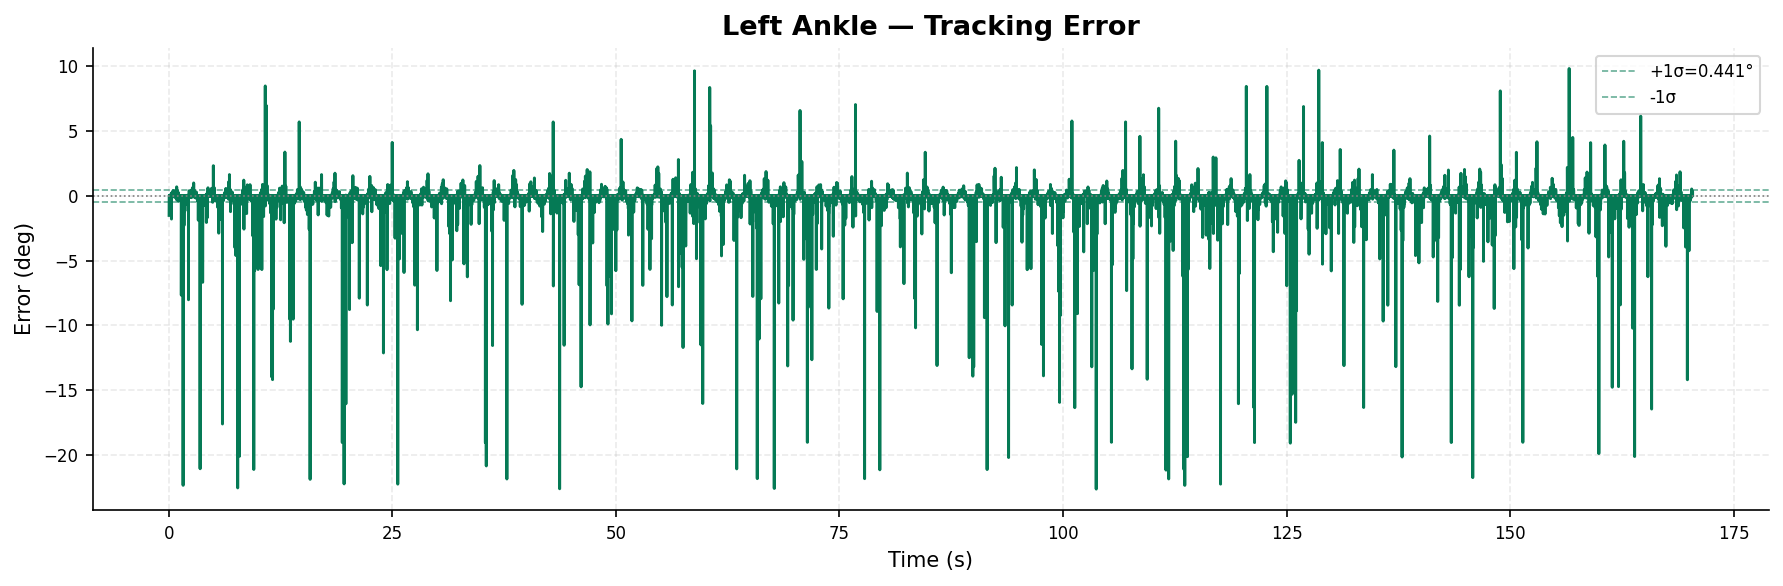 Left Ankle — Tracking Error
+1σ=0.441°
-1σ
10
5
0
−5
−10
−15
−20
Error (deg)
0 25 50 75 100 125 150 175
Time (s)